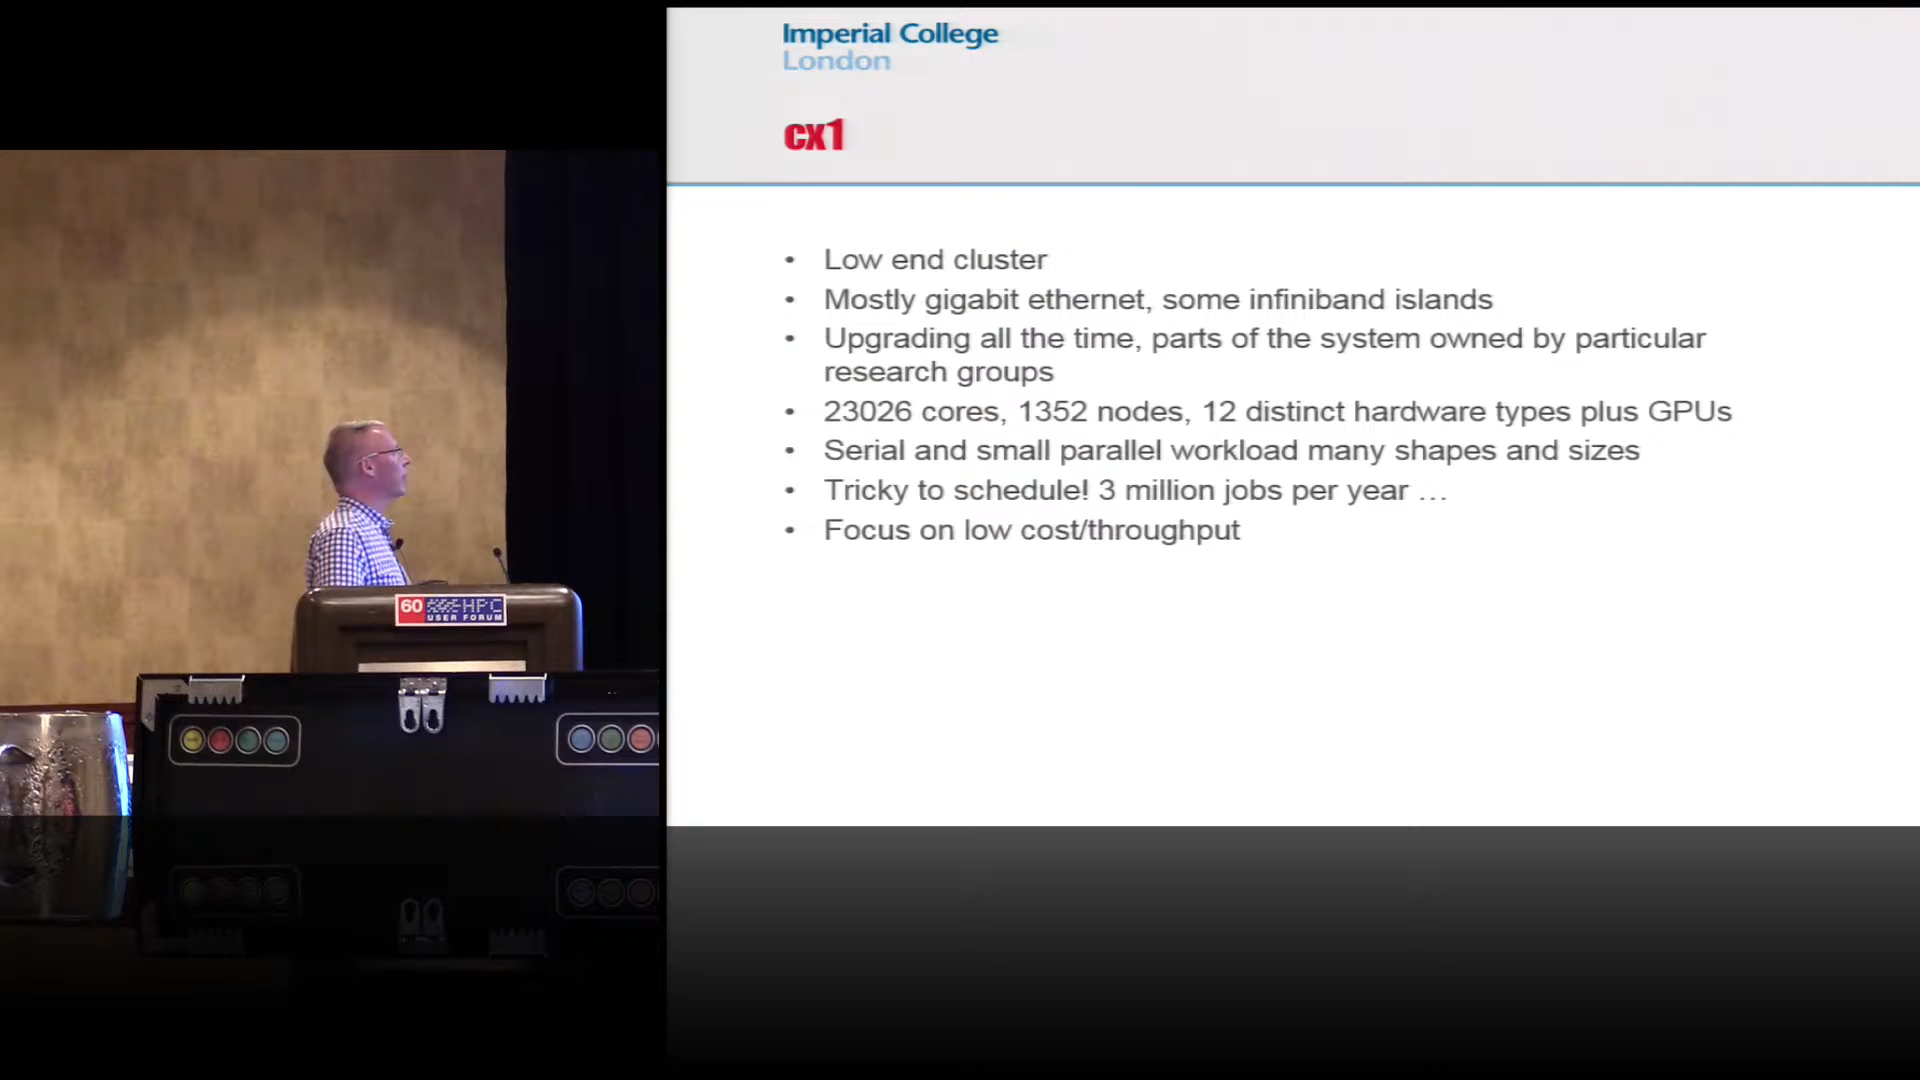 Imperial College
London
cx1
• Low end cluster
• Mostly gigabit ethernet, some infiniband islands
• Upgrading all the time, parts of the system owned by particular
research groups
• 23026 cores, 1352 nodes, 12 distinct hardware types plus GPUs
• Serial and small parallel workload many shapes and sizes
• Tricky to schedule! 3 million jobs per year …
• Focus on low cost/throughput
60 HPC
USER FORUM